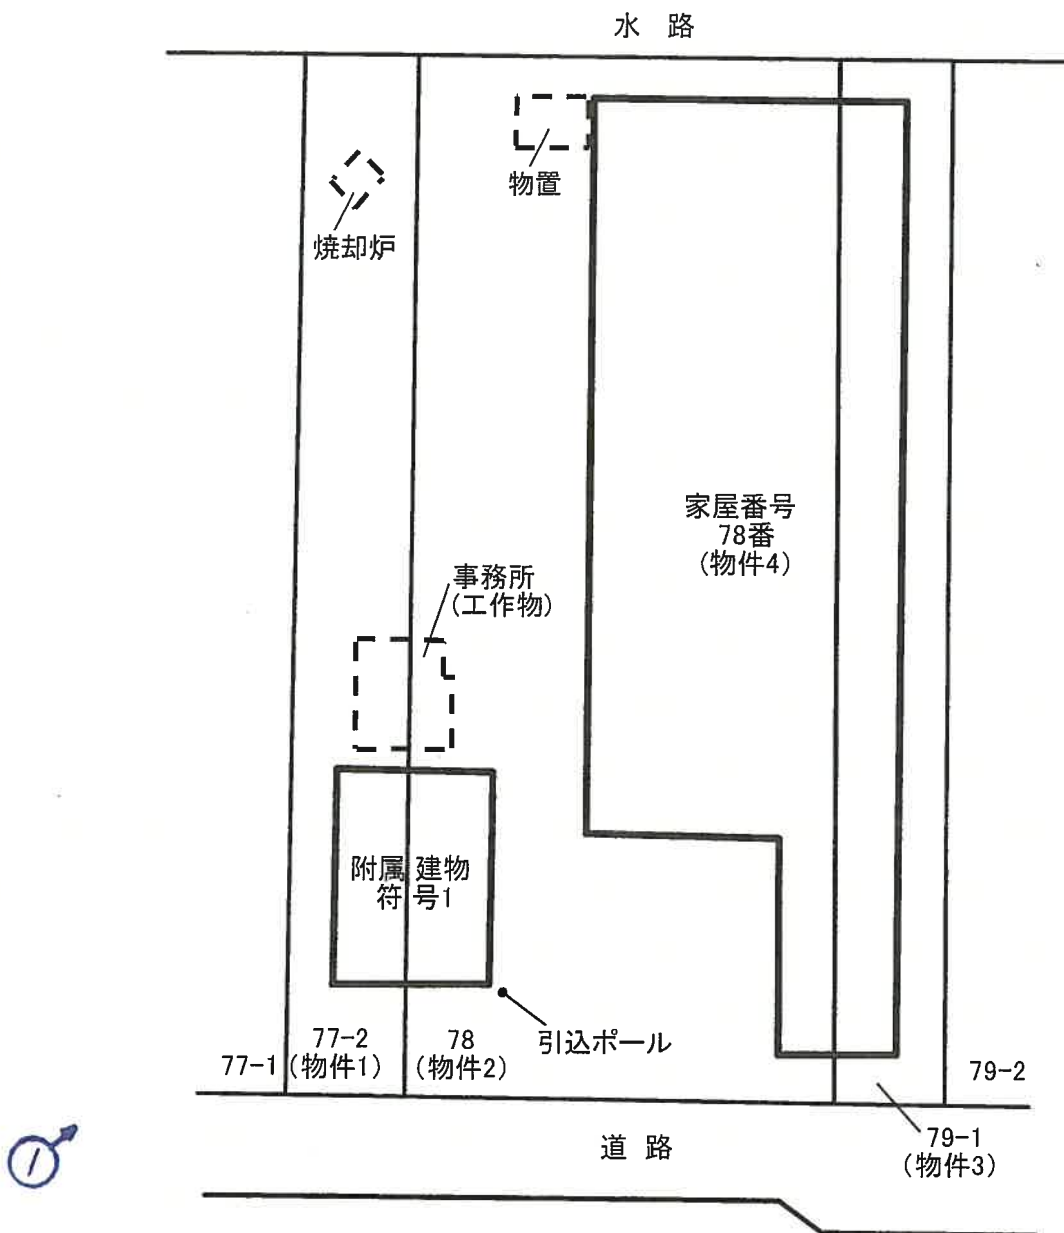 水 路
物置
焼却炉
家屋番号
78番
(物件4)
事務所
(工作物)
附属建物
符号1
引込ポール
77-1
77-2
(物件1)
78
(物件2)
79-2
79-1
(物件3)
道 路
1